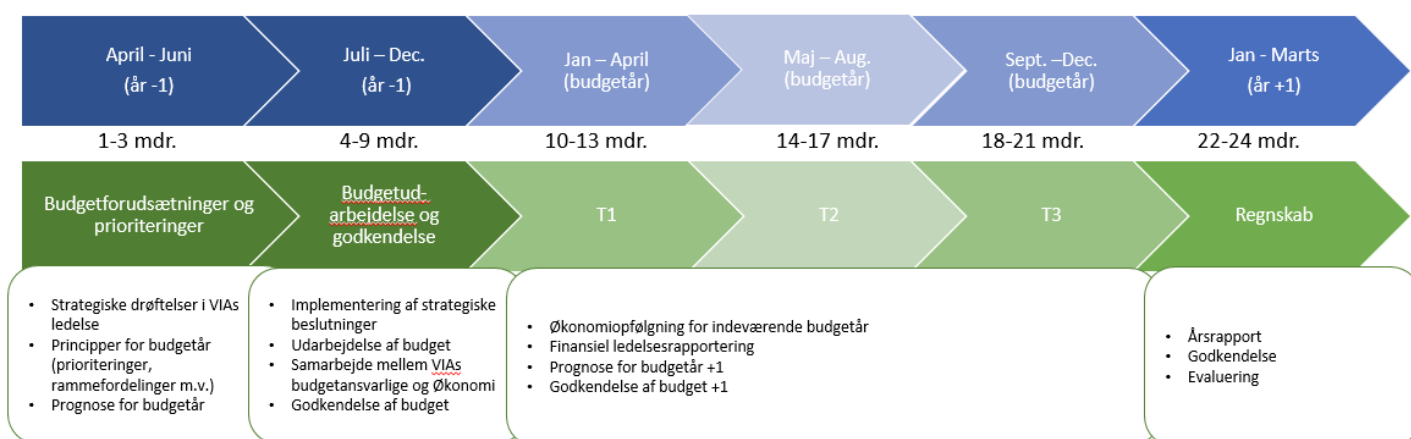 April - Juni
(år -1)
Juli – Dec.
(år -1)
Jan – April
(budgetår)
Maj – Aug.
(budgetår)
Sept. –Dec.
(budgetår)
Jan - Marts
(år +1)
1-3 mdr.
4-9 mdr.
10-13 mdr.
14-17 mdr.
18-21 mdr.
22-24 mdr.
Budgetforudsætninger og
prioriteringer
Budgetud-
arbejdelse og
godkendelse
T1
T2
T3
Regnskab
• Strategiske drøftelser i VIAs
ledelse
• Principper for budgetår
(prioriteringer,
rammefordelinger m.v.)
• Prognose for budgetår
• Implementering af strategiske
beslutninger
• Udarbejdelse af budget
• Samarbejde mellem VIAs
budgetansvarlige og Økonomi
• Godkendelse af budget
• Økonomiopfølgning for indeværende budgetår
• Finansiel ledelsesrapportering
• Prognose for budgetår +1
• Godkendelse af budget +1
• Årsrapport
• Godkendelse
• Evaluering